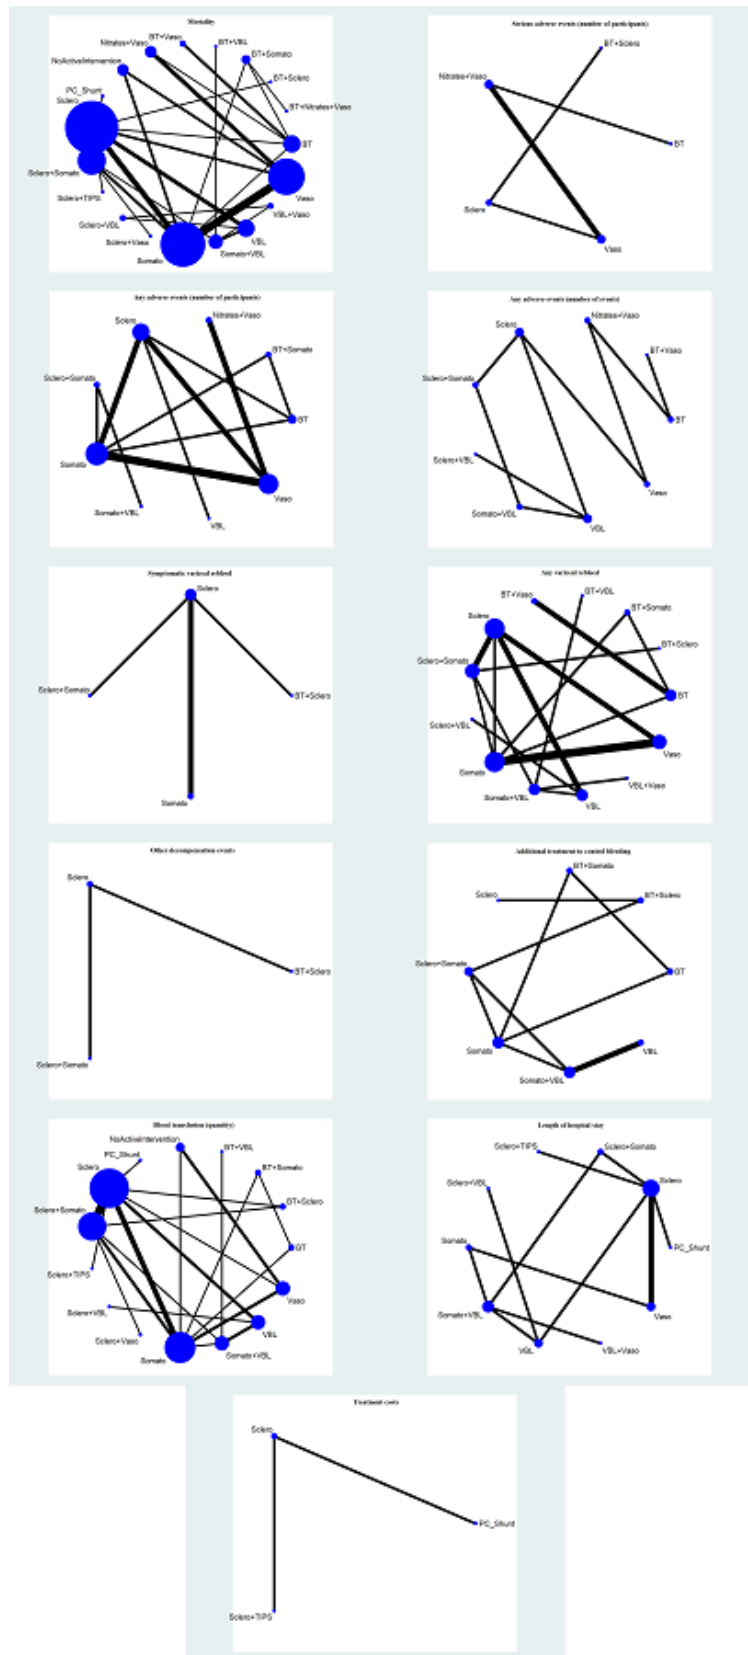 Mortality
BT+Vaso
BT+VBL
Nitrates+Vaso
BT+Somato
NoActiveIntervention
BT+Sclero
PC_Shunt
Sclero
BT+Nitrates+Vaso
BT
Sclero+Somato
Vaso
Sclero+TIPS
VBL+Vaso
Sclero+VBL
VBL
Sclero+Vaso
Somato+VBL
Somato
Serious adverse events (number of participants)
BT+Sclero
Nitrates+Vaso
BT
Sclero
Vaso
Any adverse events (number of participants)
Sclero
Nitrates+Vaso
BT+Somato
Sclero+Somato
BT
Somato
Vaso
Somato+VBL
VBL
Any adverse events (number of events)
Nitrates+Vaso
Sclero
BT+Vaso
Sclero+Somato
BT
Sclero+VBL
Vaso
Somato+VBL
VBL
Symptomatic variceal rebleed
Sclero
Sclero+Somato
BT+Sclero
Somato
Any variceal rebleed
BT+Vaso
BT+VBL
BT+Somato
Sclero
BT+Sclero
Sclero+Somato
BT
Sclero+VBL
Vaso
Somato
VBL+Vaso
Somato+VBL
VBL
Other decompensation events
Sclero
BT+Sclero
Sclero+Somato
Additional treatment to control bleeding
BT+Somato
Sclero
BT+Sclero
Sclero+Somato
BT
Somato
VBL
Somato+VBL
Blood transfusion (quantity)
NoActiveIntervention
BT+VBL
PC_Shunt
Sclero
BT+Somato
Sclero+Somato
BT+Sclero
BT
Sclero+TIPS
Vaso
Sclero+VBL
VBL
Sclero+Vaso
Somato+VBL
Somato
Length of hospital stay
Sclero+TIPS
Sclero+Somato
Sclero+VBL
Sclero
Somato
PC_Shunt
Somato+VBL
Vaso
VBL
VBL+Vaso
Treatment costs
Sclero
PC_Shunt
Sclero+TIPS